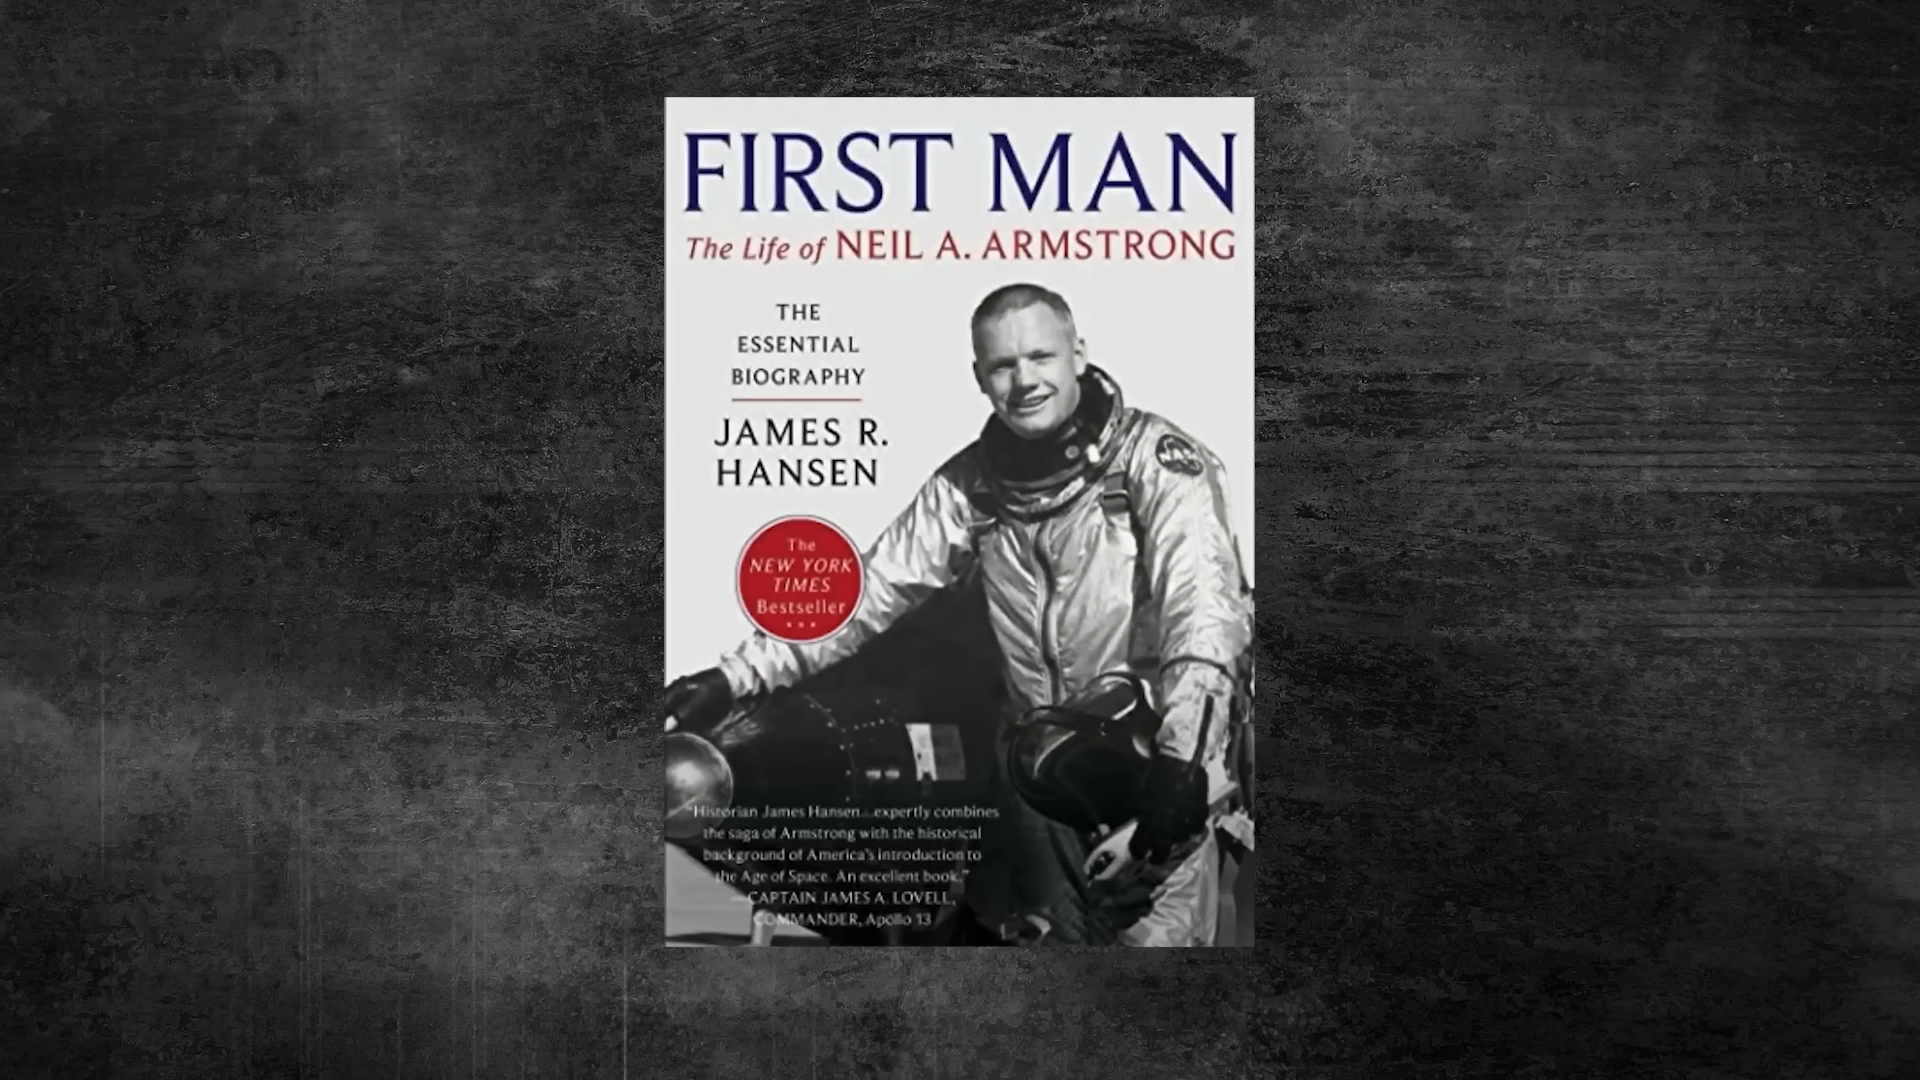 FIRST MAN
The Life of NEIL A. ARMSTRONG
THE
ESSENTIAL
BIOGRAPHY
JAMES R.
HANSEN
The
NEW YORK
TIMES
Bestseller
NASA
"Historian James Hansen...expertly combines
the saga of Armstrong with the historical
background of America's introduction to
the Age of Space. An excellent book."
—CAPTAIN JAMES A. LOVELL,
COMMANDER, Apollo 13